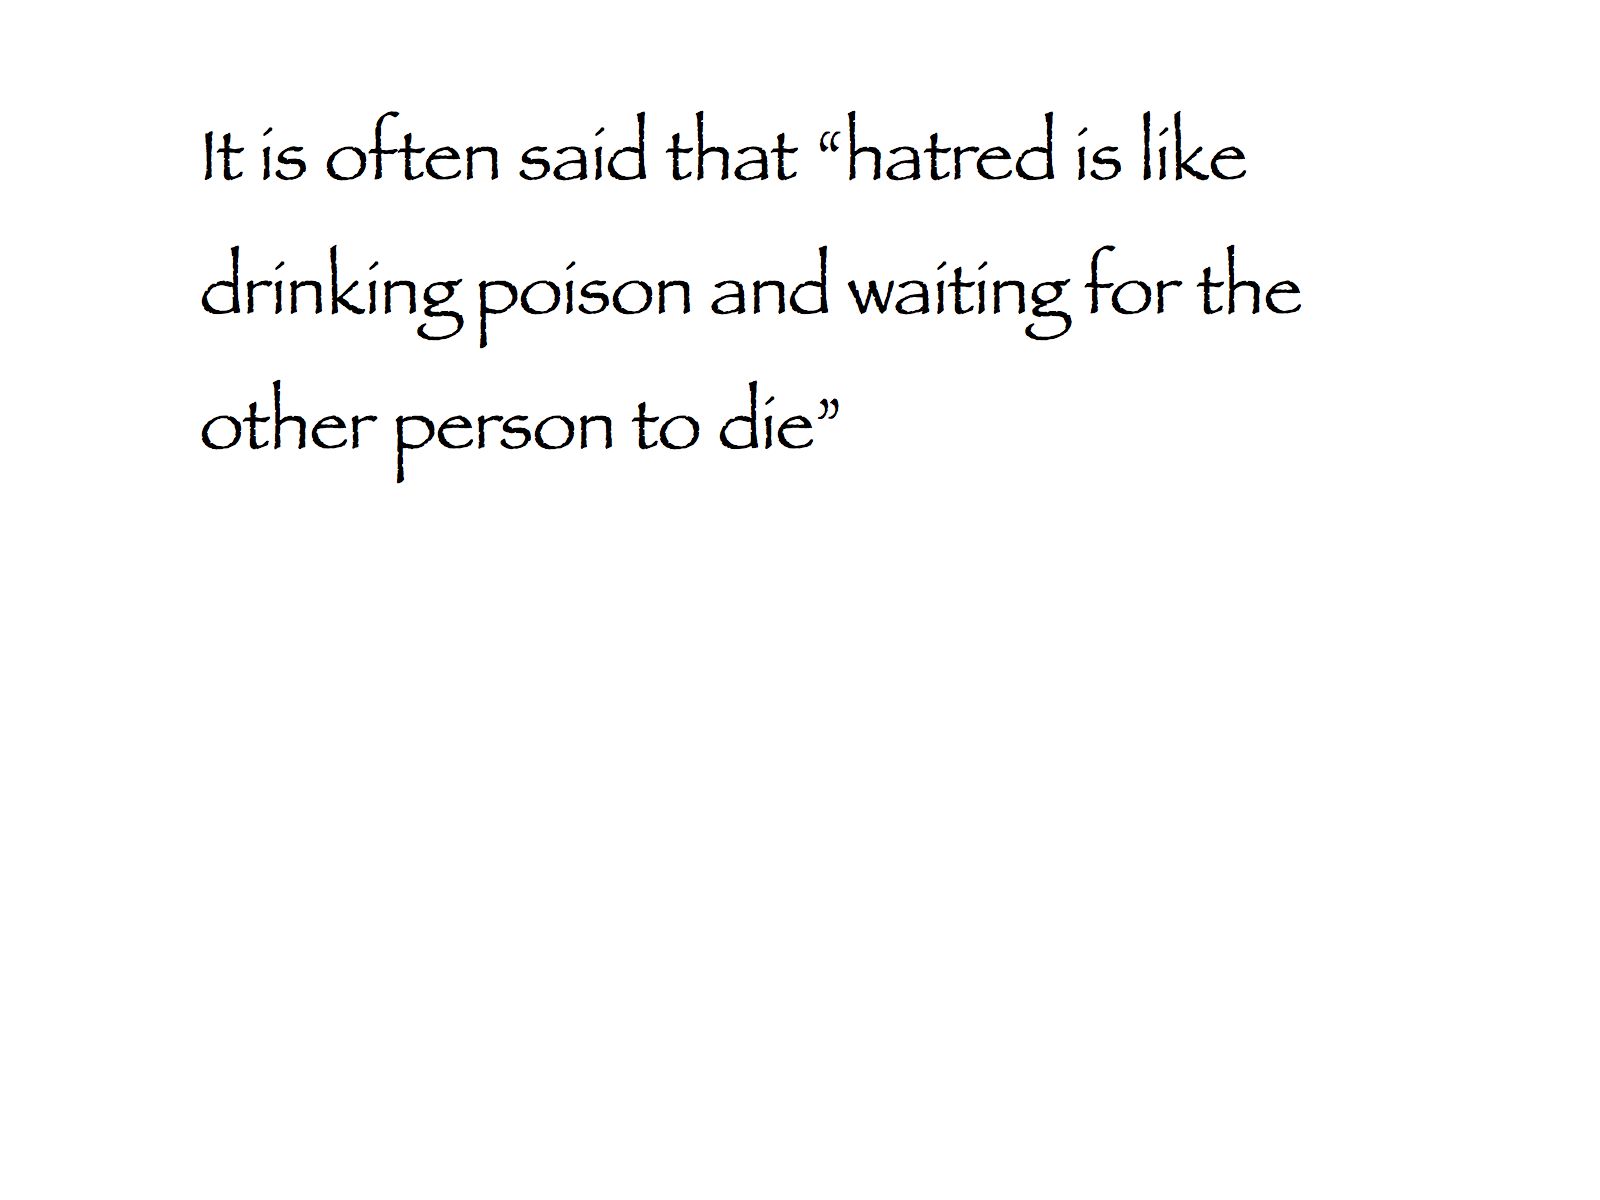 It is often said that “hatred is like
drinking poison and waiting for the
other person to die”